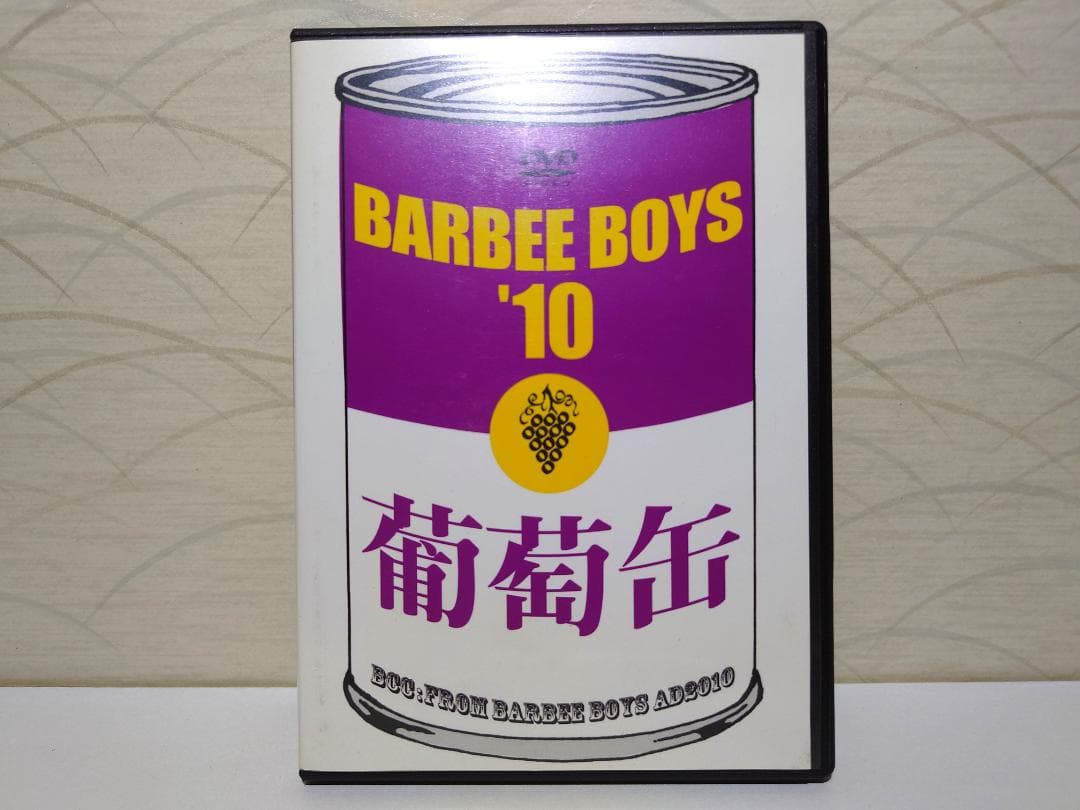 DVD
BARBEE BOYS
'10
葡萄缶
BCC:FROM BARBEE BOYS AD2010